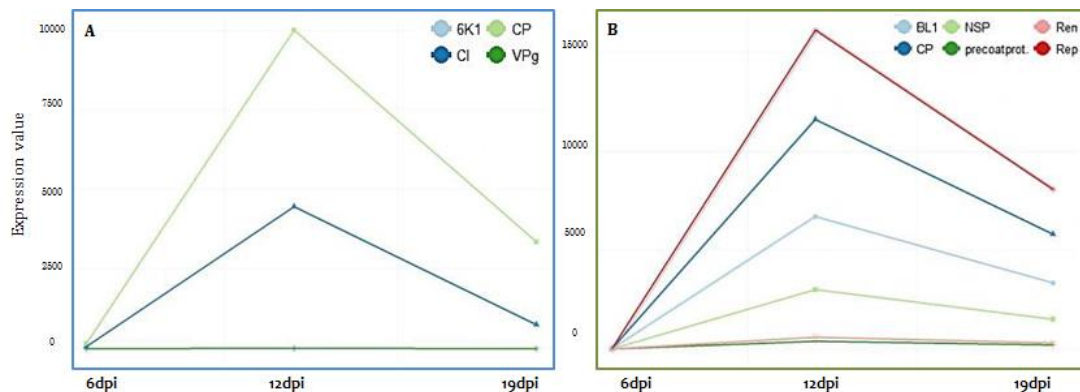 A
6K1 CP
CI VPg
10000
7500
5000
2500
0
Expression value
6dpi 12dpi 19dpi
B
BL1 NSP Ren
CP precoatprot. Rep
15000
10000
5000
0
6dpi 12dpi 19dpi